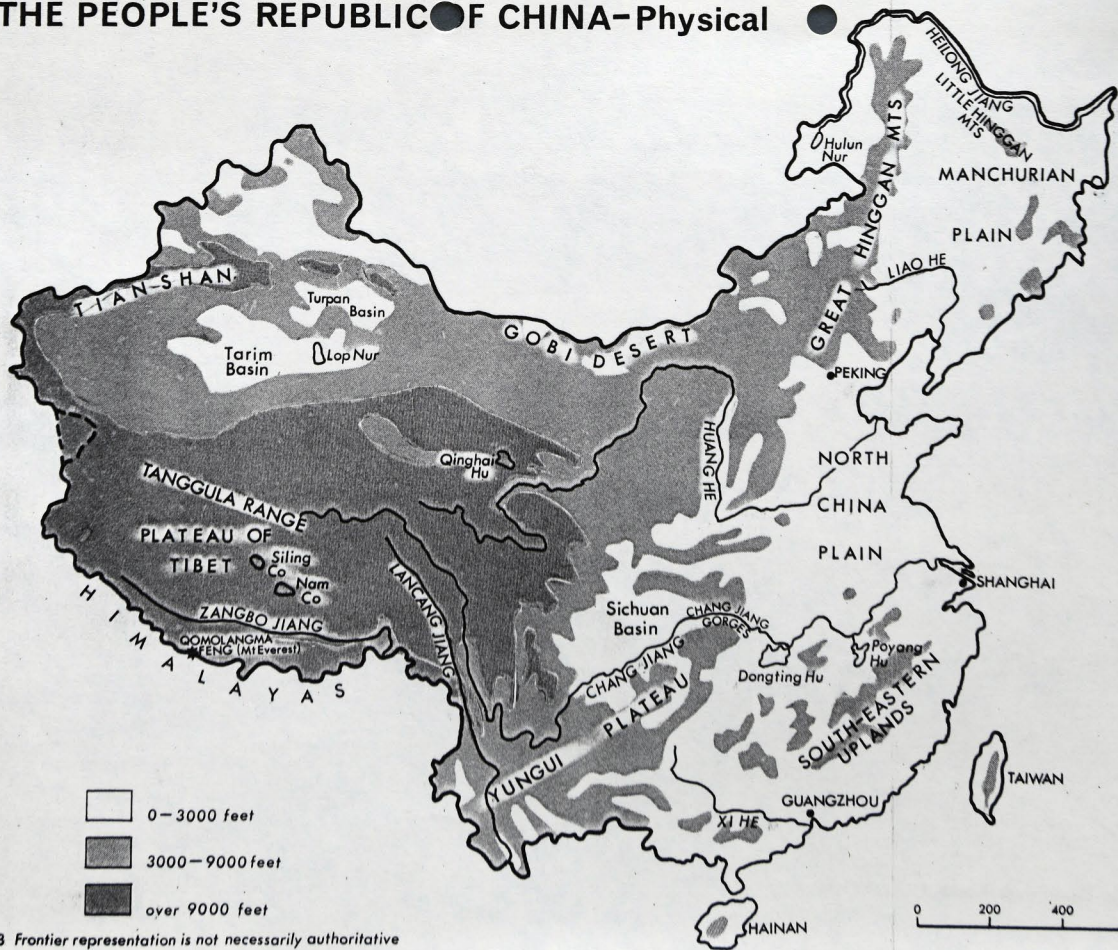 THE PEOPLE'S REPUBLIC OF CHINA–Physical
HEILONG JIANG
LITTLE HINGGAN
MTS
Hulun
Nur
GREAT HINGGAN MTS
MANCHURIAN
PLAIN
LIAO HE
TIAN-SHAN
Turpan
Basin
GOBI DESERT
Tarim
Basin
Lop Nur
PEKING
HUANG HE
NORTH
CHINA
PLAIN
Qinghai
Hu
TANGGULA RANGE
PLATEAU OF
TIBET
Siling
Co
Nam
Co
LANCANG JIANG
SHANGHAI
HIMALAYAS
ZANGBO JIANG
QOMOLANGMA
FENG (Mt Everest)
Sichuan
Basin
CHANG JIANG
GORGES
CHANG JIANG
Dongting Hu
Poyang
Hu
YUNGUI PLATEAU
SOUTH-EASTERN
UPLANDS
TAIWAN
GUANGZHOU
XI HE
HAINAN
0–3000 feet
3000–9000 feet
over 9000 feet
0 200 400
B Frontier representation is not necessarily authoritative